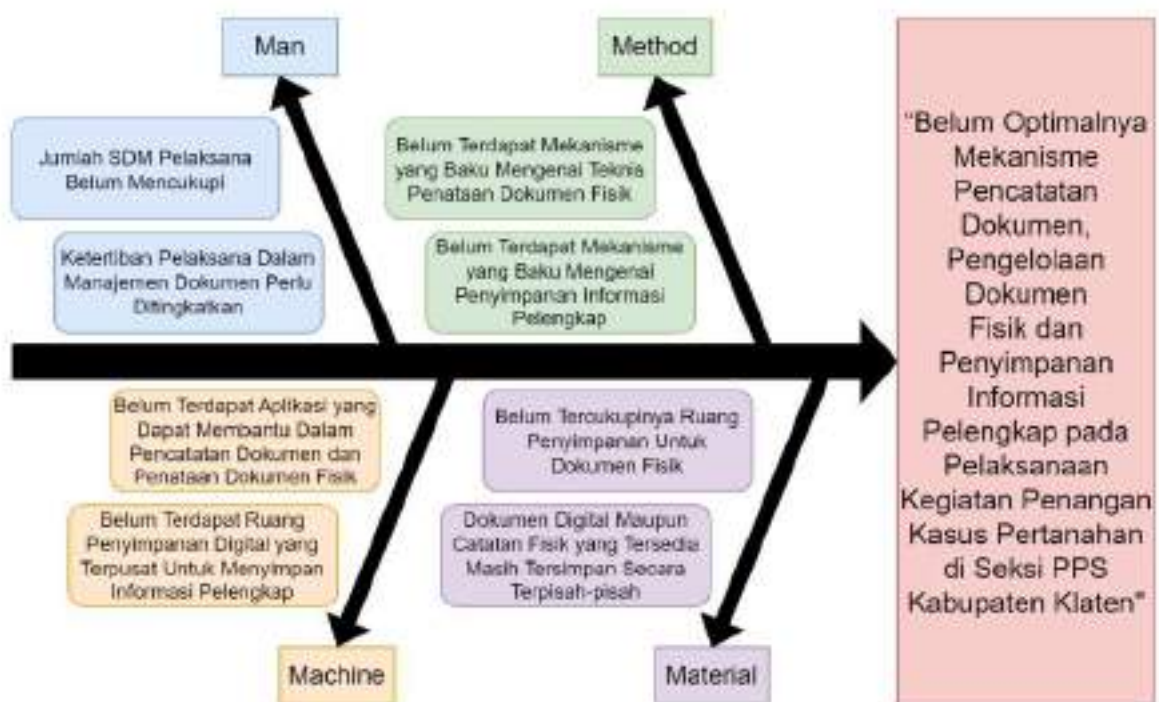 Man
Method
Jumlah SDM Pelaksana
Belum Mencukupi
Belum Terdapat Mekanisme
yang Baku Mengenai Teknis
Penataan Dokumen Fisik
Ketertiban Pelaksana Dalam
Manajemen Dokumen Perlu
Ditingkatkan
Belum Terdapat Mekanisme
yang Baku Mengenai
Penyimpanan Informasi
Pelengkap
Belum Terdapat Aplikasi yang
Dapat Membantu Dalam
Pencatatan Dokumen dan
Penataan Dokumen Fisik
Belum Tercukupinya Ruang
Penyimpanan Untuk
Dokumen Fisik
Belum Terdapat Ruang
Penyimpanan Digital yang
Terpusat Untuk Menyimpan
Informasi Pelengkap
Dokumen Digital Maupun
Catatan Fisik yang Tersedia
Masih Tersimpan Secara
Terpisah-pisah
Machine
Material
"Belum Optimalnya
Mekanisme
Pencatatan
Dokumen,
Pengelolaan
Dokumen
Fisik dan
Penyimpanan
Informasi
Pelengkap pada
Pelaksanaan
Kegiatan Penangan
Kasus Pertanahan
di Seksi PPS
Kabupaten Klaten"